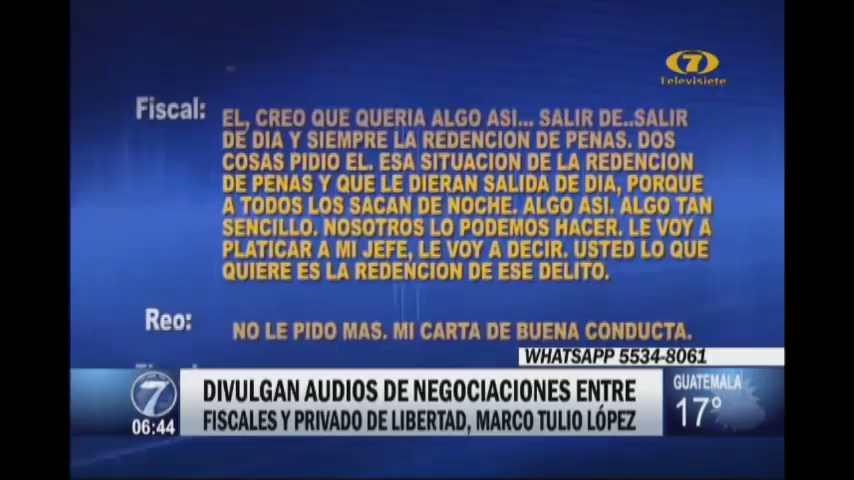 7
Televisiete
Fiscal:
EL, CREO QUE QUERIA ALGO ASI... SALIR DE..SALIR
DE DIA Y SIEMPRE LA REDENCION DE PENAS. DOS
COSAS PIDIO EL. ESA SITUACION DE LA REDENCION
DE PENAS Y QUE LE DIERAN SALIDA DE DIA, PORQUE
A TODOS LOS SACAN DE NOCHE. ALGO ASI. ALGO TAN
SENCILLO. NOSOTROS LO PODEMOS HACER. LE VOY A
PLATICAR A MI JEFE, LE VOY A DECIR. USTED LO QUE
QUIERE ES LA REDENCION DE ESE DELITO.
Reo:
NO LE PIDO MAS. MI CARTA DE BUENA CONDUCTA.
WHATSAPP 5534-8061
7
06:44
DIVULGAN AUDIOS DE NEGOCIACIONES ENTRE
FISCALES Y PRIVADO DE LIBERTAD, MARCO TULIO LÓPEZ
GUATEMALA
17°